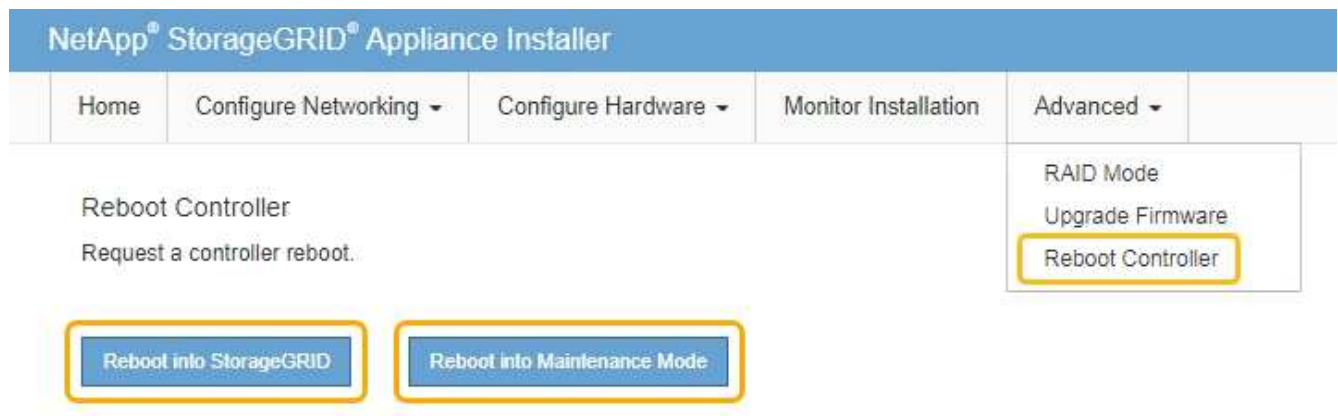 NetApp® StorageGRID® Appliance Installer
Home
Configure Networking
Configure Hardware
Monitor Installation
Advanced
RAID Mode
Upgrade Firmware
Reboot Controller
Reboot Controller
Request a controller reboot.
Reboot into StorageGRID
Reboot into Maintenance Mode